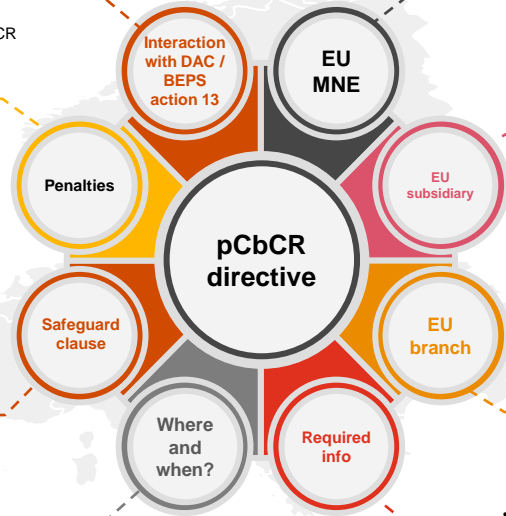 CR
Interaction
with DAC /
BEPS
action 13
EU
MNE
Penalties
EU
subsidiary
pCbCR
directive
Safeguard
clause
EU
branch
Where
and
when?
Required
info